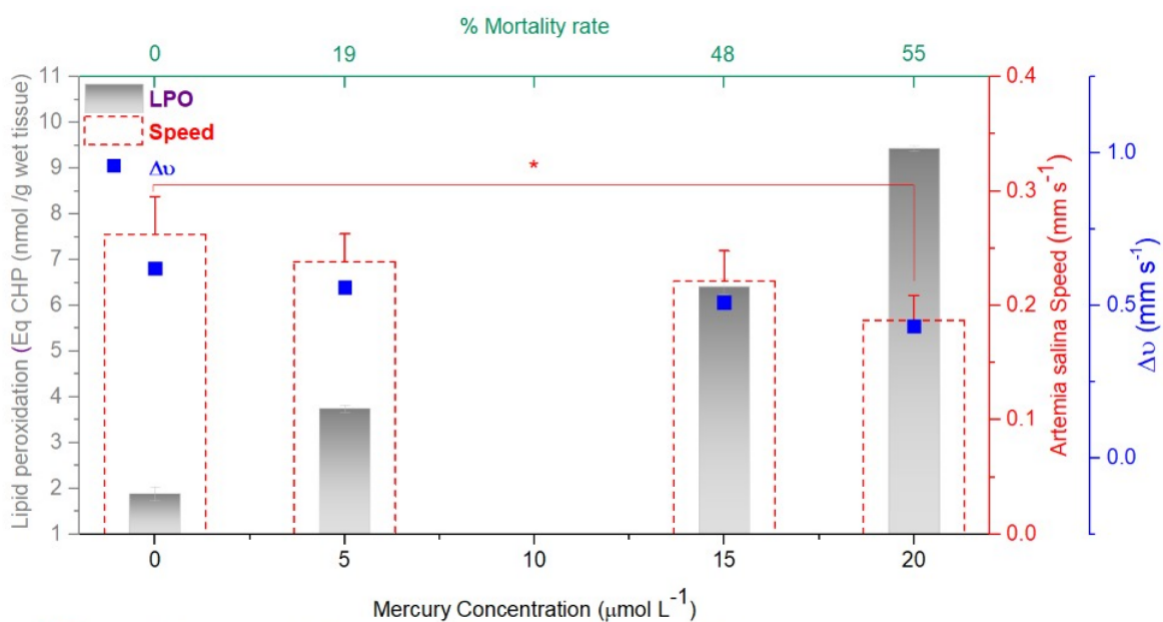 % Mortality rate
0 19 48 55
Lipid peroxidation (Eq CHP (nmol /g wet tissue)
11
10
9
8
7
6
5
4
3
2
1
LPO
Speed
Δυ
*
0.4
0.3
0.2
0.1
0.0
Artemia salina Speed (mm s⁻¹)
1.0
0.5
0.0
Δυ (mm s⁻¹)
0 5 10 15 20
Mercury Concentration (μmol L⁻¹)